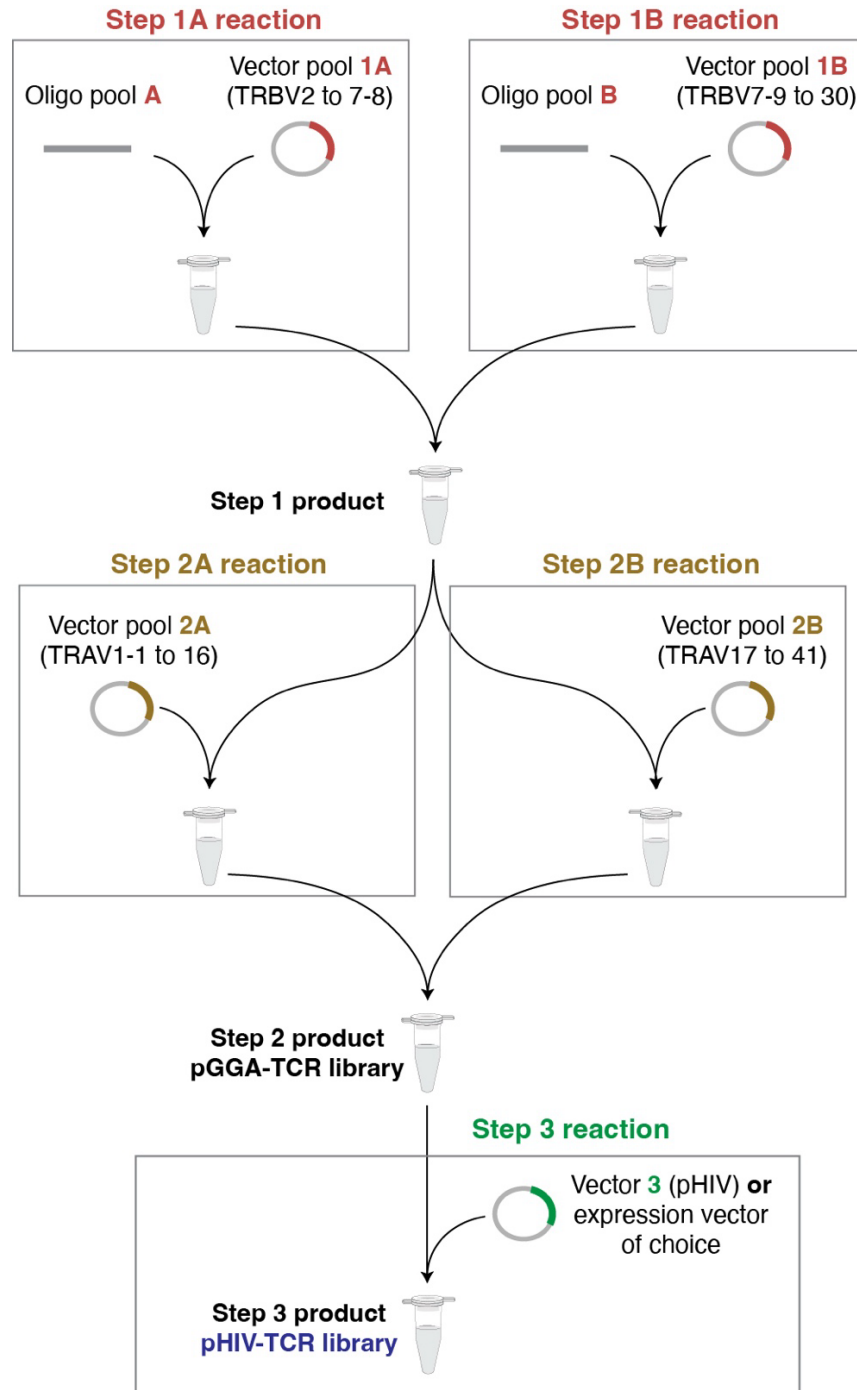 Step 1A reaction
Oligo pool A
Vector pool 1A
(TRBV2 to 7-8)
Step 1B reaction
Oligo pool B
Vector pool 1B
(TRBV7-9 to 30)
Step 1 product
Step 2A reaction
Vector pool 2A
(TRAV1-1 to 16)
Step 2B reaction
Vector pool 2B
(TRAV17 to 41)
Step 2 product
pGGA-TCR library
Step 3 reaction
Vector 3 (pHIV) or
expression vector
of choice
Step 3 product
pHIV-TCR library